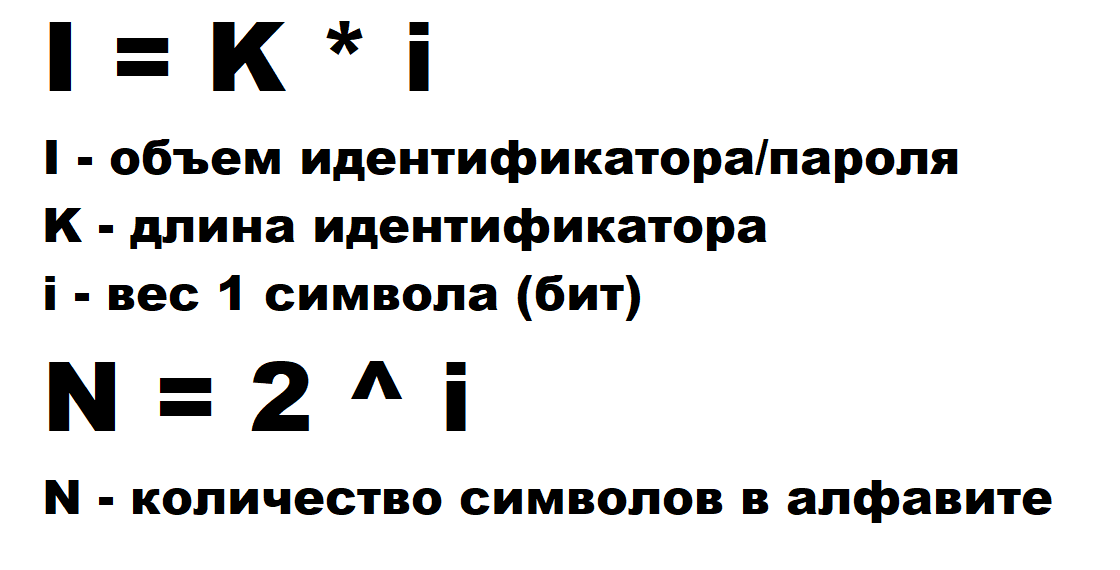 I = K * i
I - объем идентификатора/пароля
K - длина идентификатора
i - вес 1 символа (бит)
N = 2 ^ i
N - количество символов в алфавите